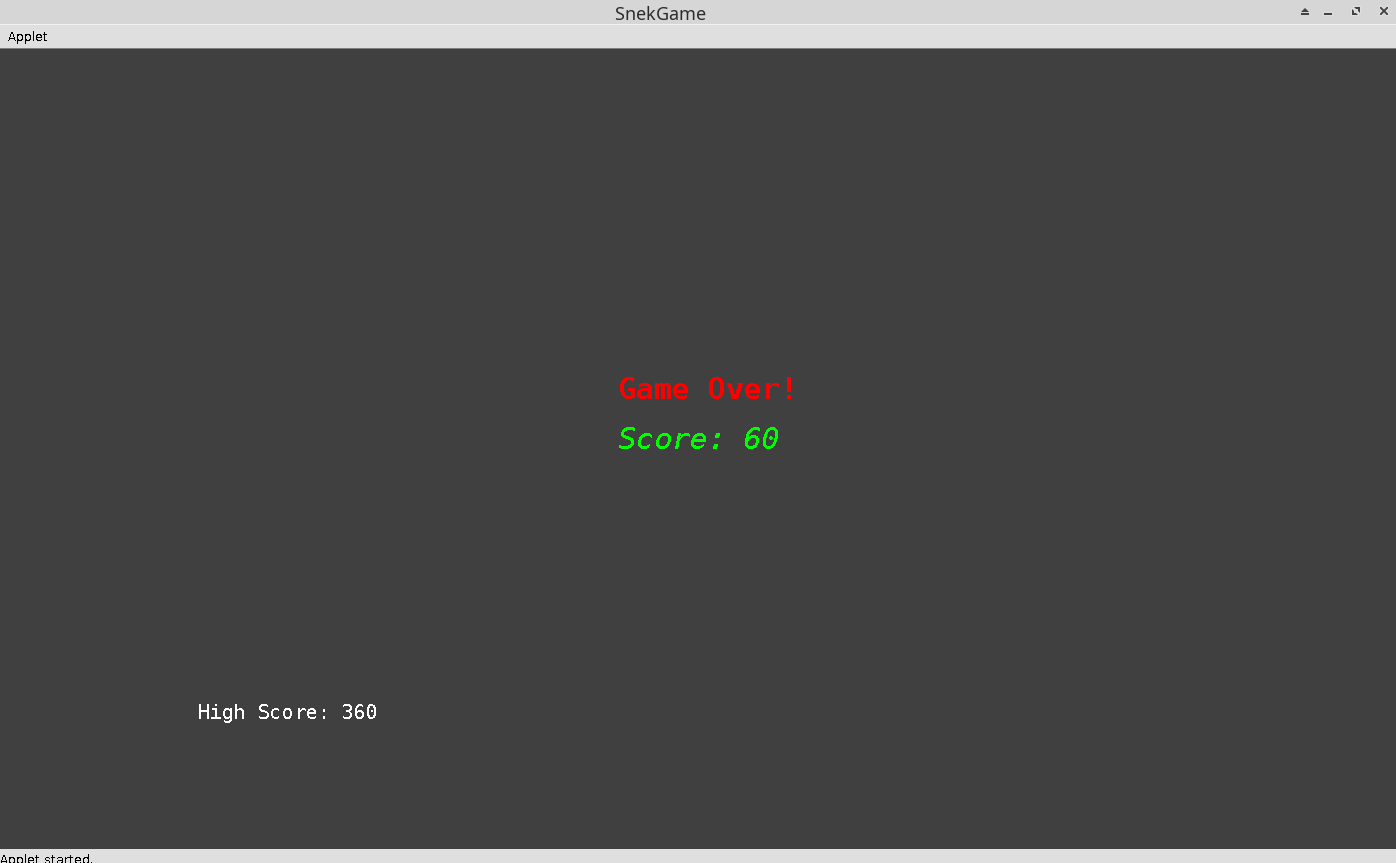 SnekGame
Applet
Game Over!
Score: 60
High Score: 360
Applet started.